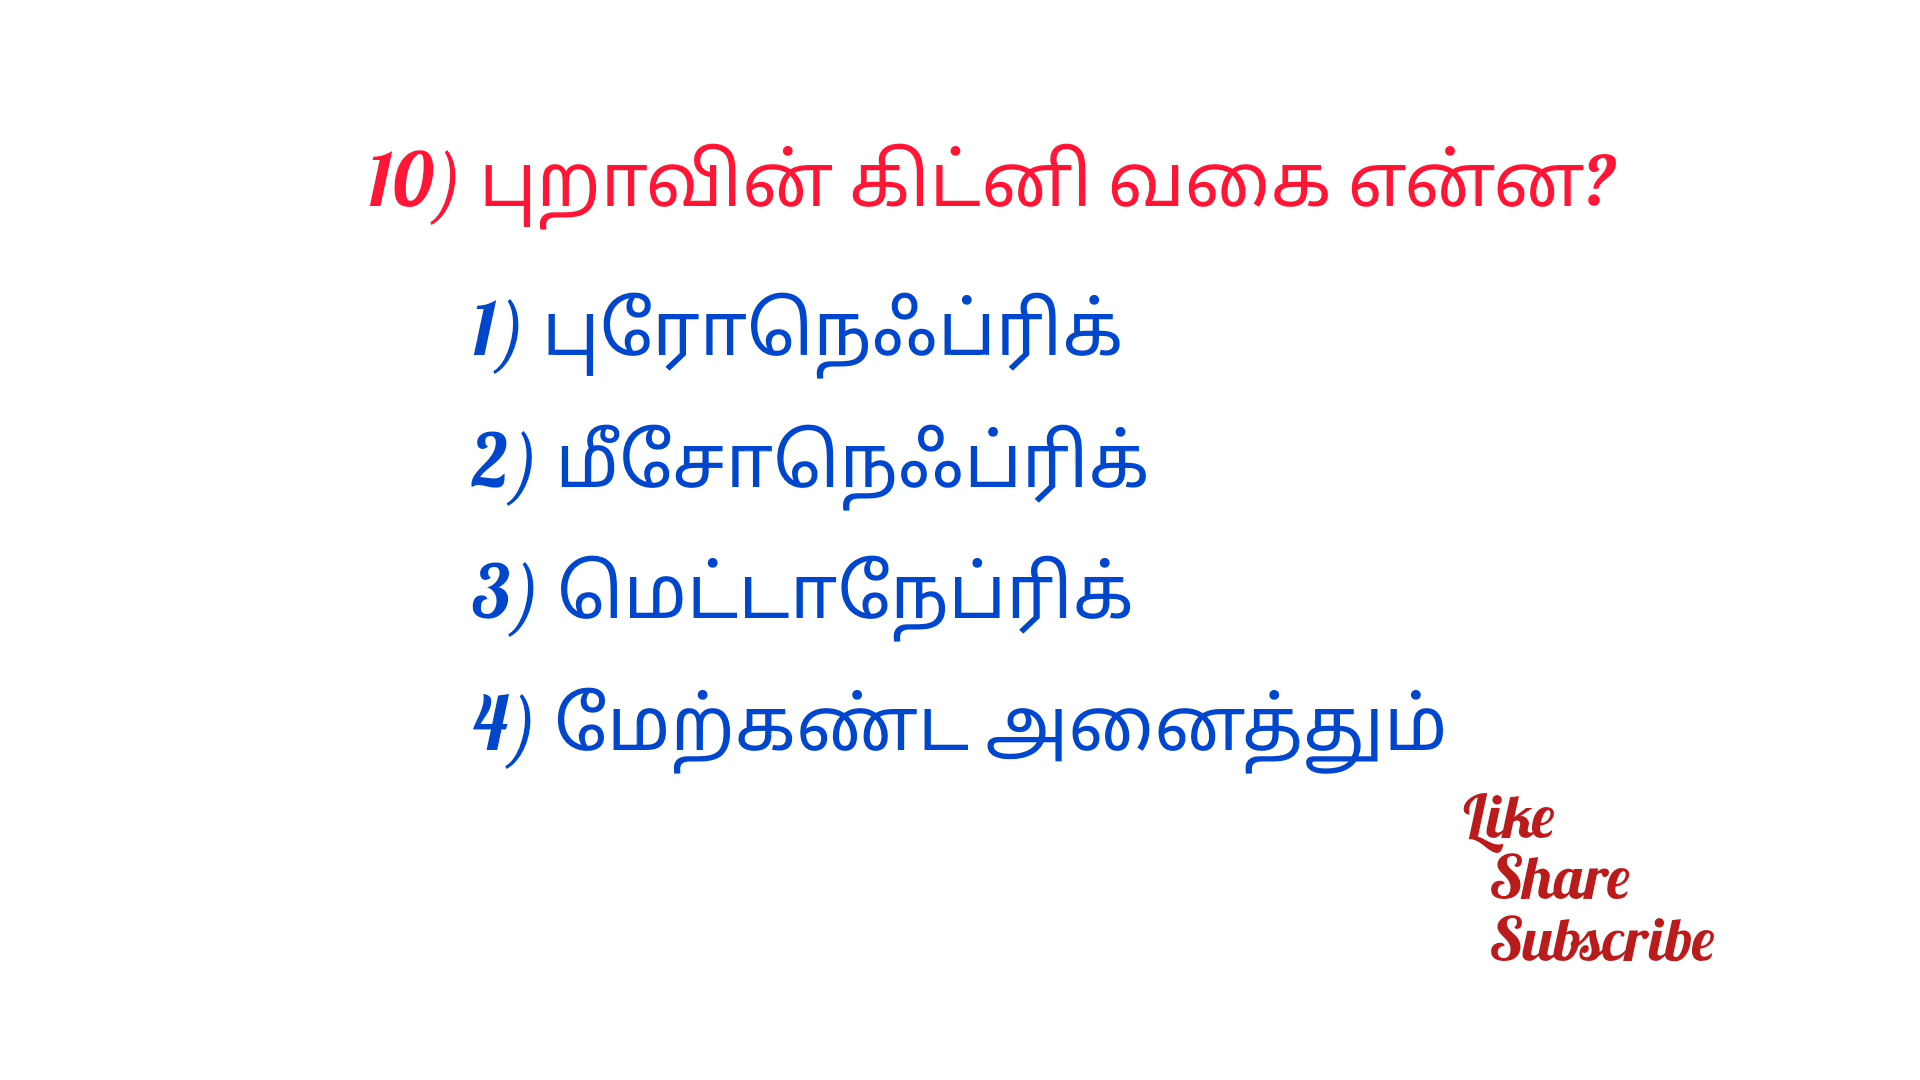 10) புறாவின் கிட்னி வகை என்ன?
1) புரோநெஃப்ரிக்
2) மீசோநெஃப்ரிக்
3) மெட்டாநேப்ரிக்
4) மேற்கண்ட அனைத்தும்
Like
Share
Subscribe